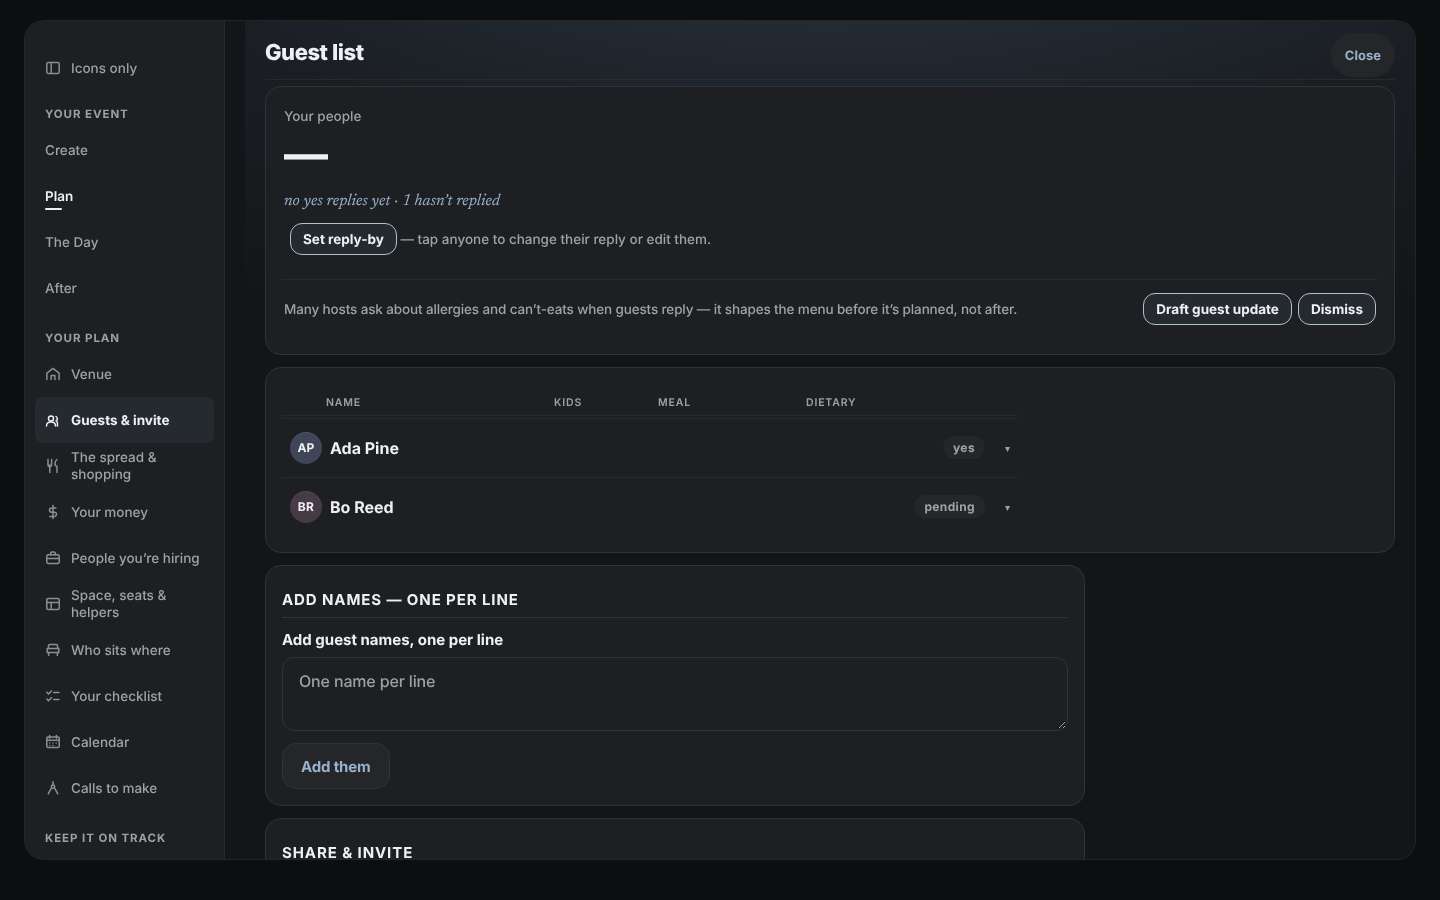 Icons only
YOUR EVENT
Create
Plan
The Day
After
YOUR PLAN
Venue
Guests & invite
The spread &
shopping
Your money
People you’re hiring
Space, seats &
helpers
Who sits where
Your checklist
Calendar
Calls to make
KEEP IT ON TRACK
Guest list
Close
Your people
—
no yes replies yet · 1 hasn’t replied
Set reply-by — tap anyone to change their reply or edit them.
Many hosts ask about allergies and can’t-eats when guests reply — it shapes the menu before it’s planned, not after.
Draft guest update
Dismiss
NAME KIDS MEAL DIETARY
AP Ada Pine yes ▾
BR Bo Reed pending ▾
ADD NAMES — ONE PER LINE
Add guest names, one per line
One name per line
Add them
SHARE & INVITE